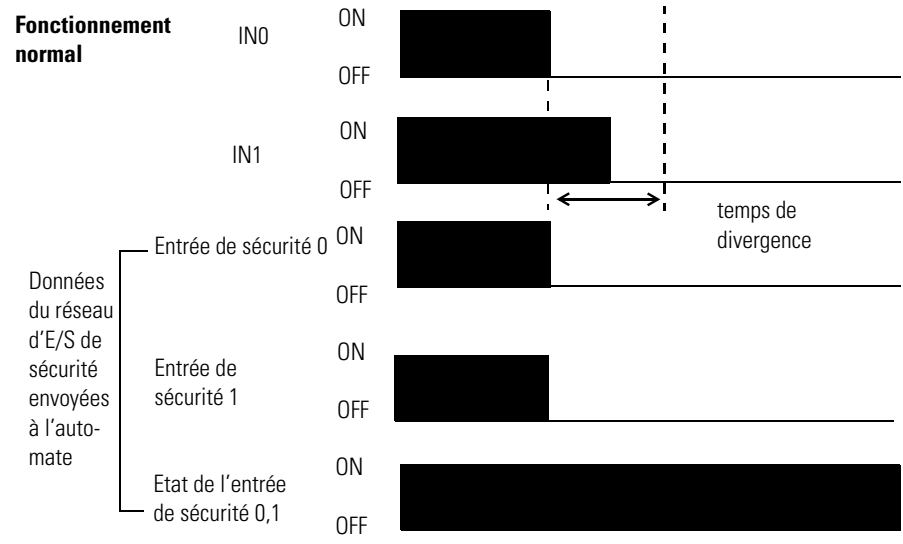 Fonctionnement
normal
IN0
ON
OFF
IN1
ON
OFF
temps de
divergence
Données
du réseau
d'E/S de
sécurité
envoyées
à l'auto-
mate
Entrée de sécurité 0
ON
OFF
Entrée de
sécurité 1
ON
OFF
Etat de l'entrée
de sécurité 0,1
ON
OFF